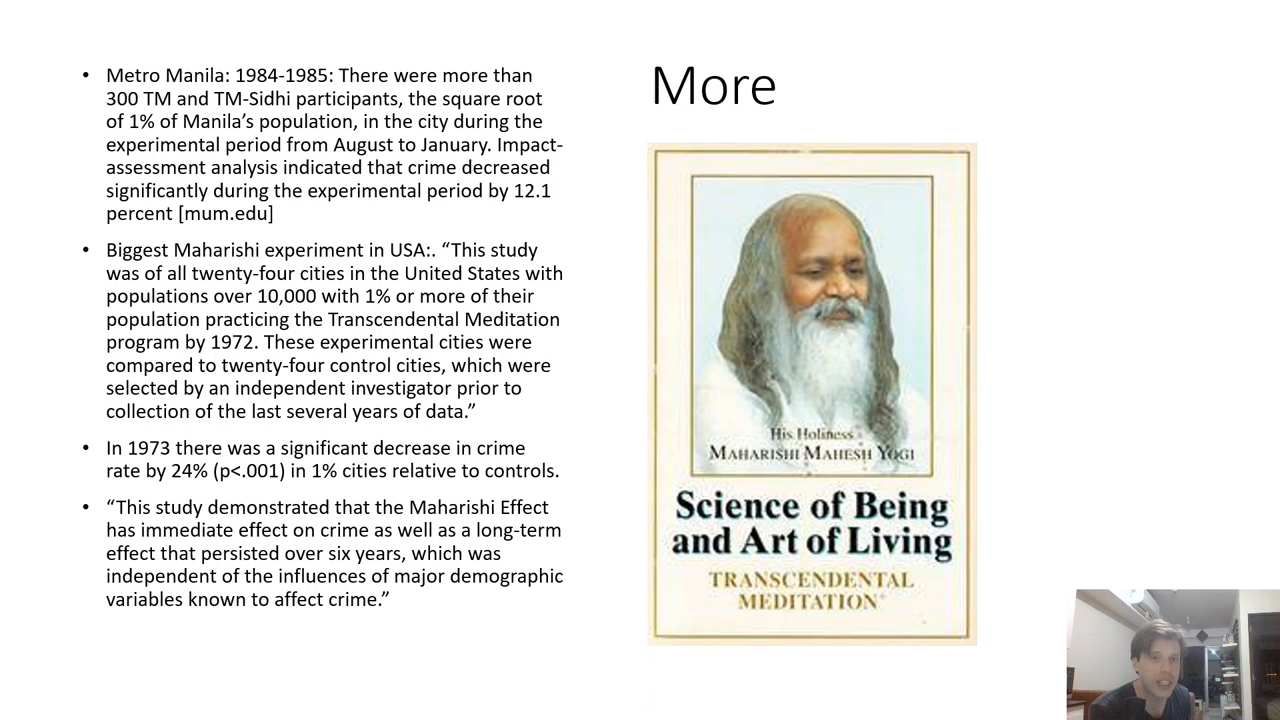 • Metro Manila: 1984-1985: There were more than
300 TM and TM-Sidhi participants, the square root
of 1% of Manila’s population, in the city during the
experimental period from August to January. Impact-
assessment analysis indicated that crime decreased
significantly during the experimental period by 12.1
percent [mum.edu]
• Biggest Maharishi experiment in USA:. “This study
was of all twenty-four cities in the United States with
populations over 10,000 with 1% or more of their
population practicing the Transcendental Meditation
program by 1972. These experimental cities were
compared to twenty-four control cities, which were
selected by an independent investigator prior to
collection of the last several years of data.”
• In 1973 there was a significant decrease in crime
rate by 24% (p<.001) in 1% cities relative to controls.
• “This study demonstrated that the Maharishi Effect
has immediate effect on crime as well as a long-term
effect that persisted over six years, which was
independent of the influences of major demographic
variables known to affect crime.”
More
His Holiness
MAHARISHI MAHESH YOGI
Science of Being
and Art of Living
TRANSCENDENTAL
MEDITATION®